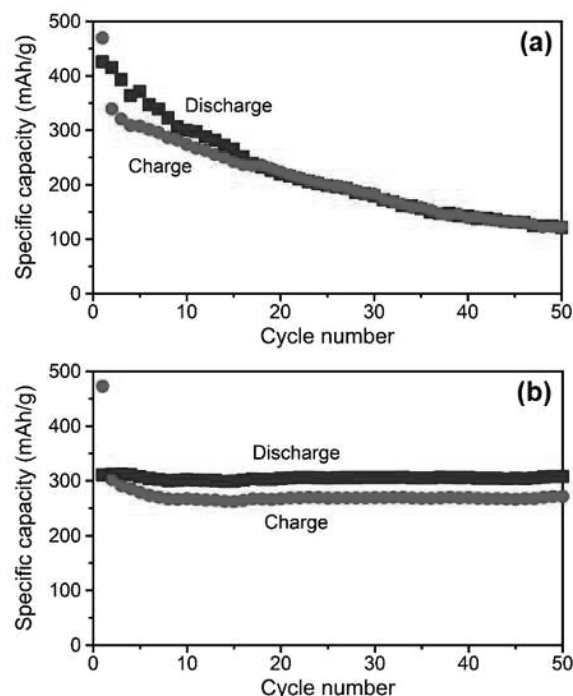 500
(a)
400
Discharge
300
Charge
200
100
0
0 10 20 30 40 50
Specific capacity (mAh/g)
Cycle number
500
(b)
400
Discharge
300
Charge
200
100
0
0 10 20 30 40 50
Specific capacity (mAh/g)
Cycle number